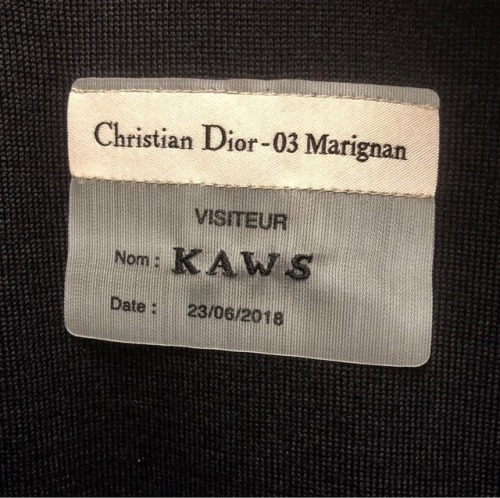 Christian Dior - 03 Marignan
VISITEUR
Nom : KAWS
Date : 23/06/2018